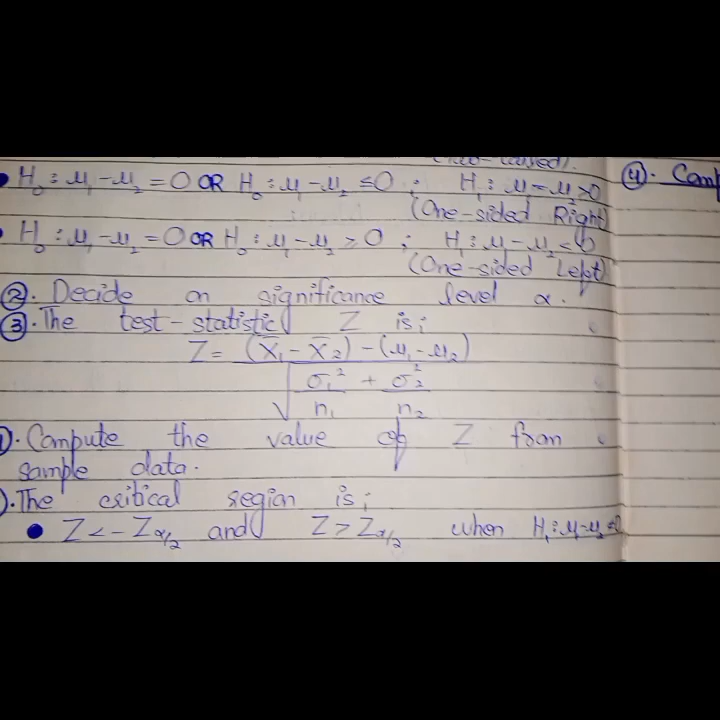 • H₀ : μ₁ - μ₂ = 0 OR H₀ : μ₁ - μ₂ ≤ 0 ; H₁ : μ₁ - μ₂ > 0
(One-sided Right)
• H₀ : μ₁ - μ₂ = 0 OR H₀ : μ₁ - μ₂ > 0 ; H₁ : μ₁ - μ₂ < 0
(One-sided Left)
②. Decide on significance level α.
③. The test-statistic Z is;
Z = (X̄₁ - X̄₂) - (μ₁ - μ₂)
√ σ₁² + σ₂²
n₁ n₂
Compute the value of Z from
sample data.
The critical region is;
• Z < -Zα/₂ and Z > Zα/₂ when H₁ : μ₁ - μ₂ ≠ 0
④.